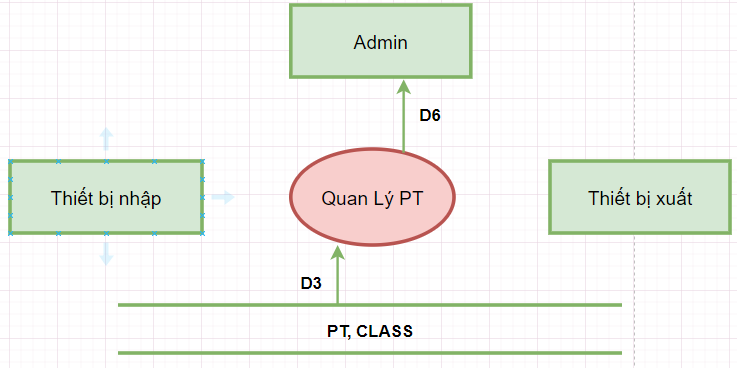 Admin
D6
Thiết bị nhập
Quan Lý PT
Thiết bị xuất
D3
PT, CLASS